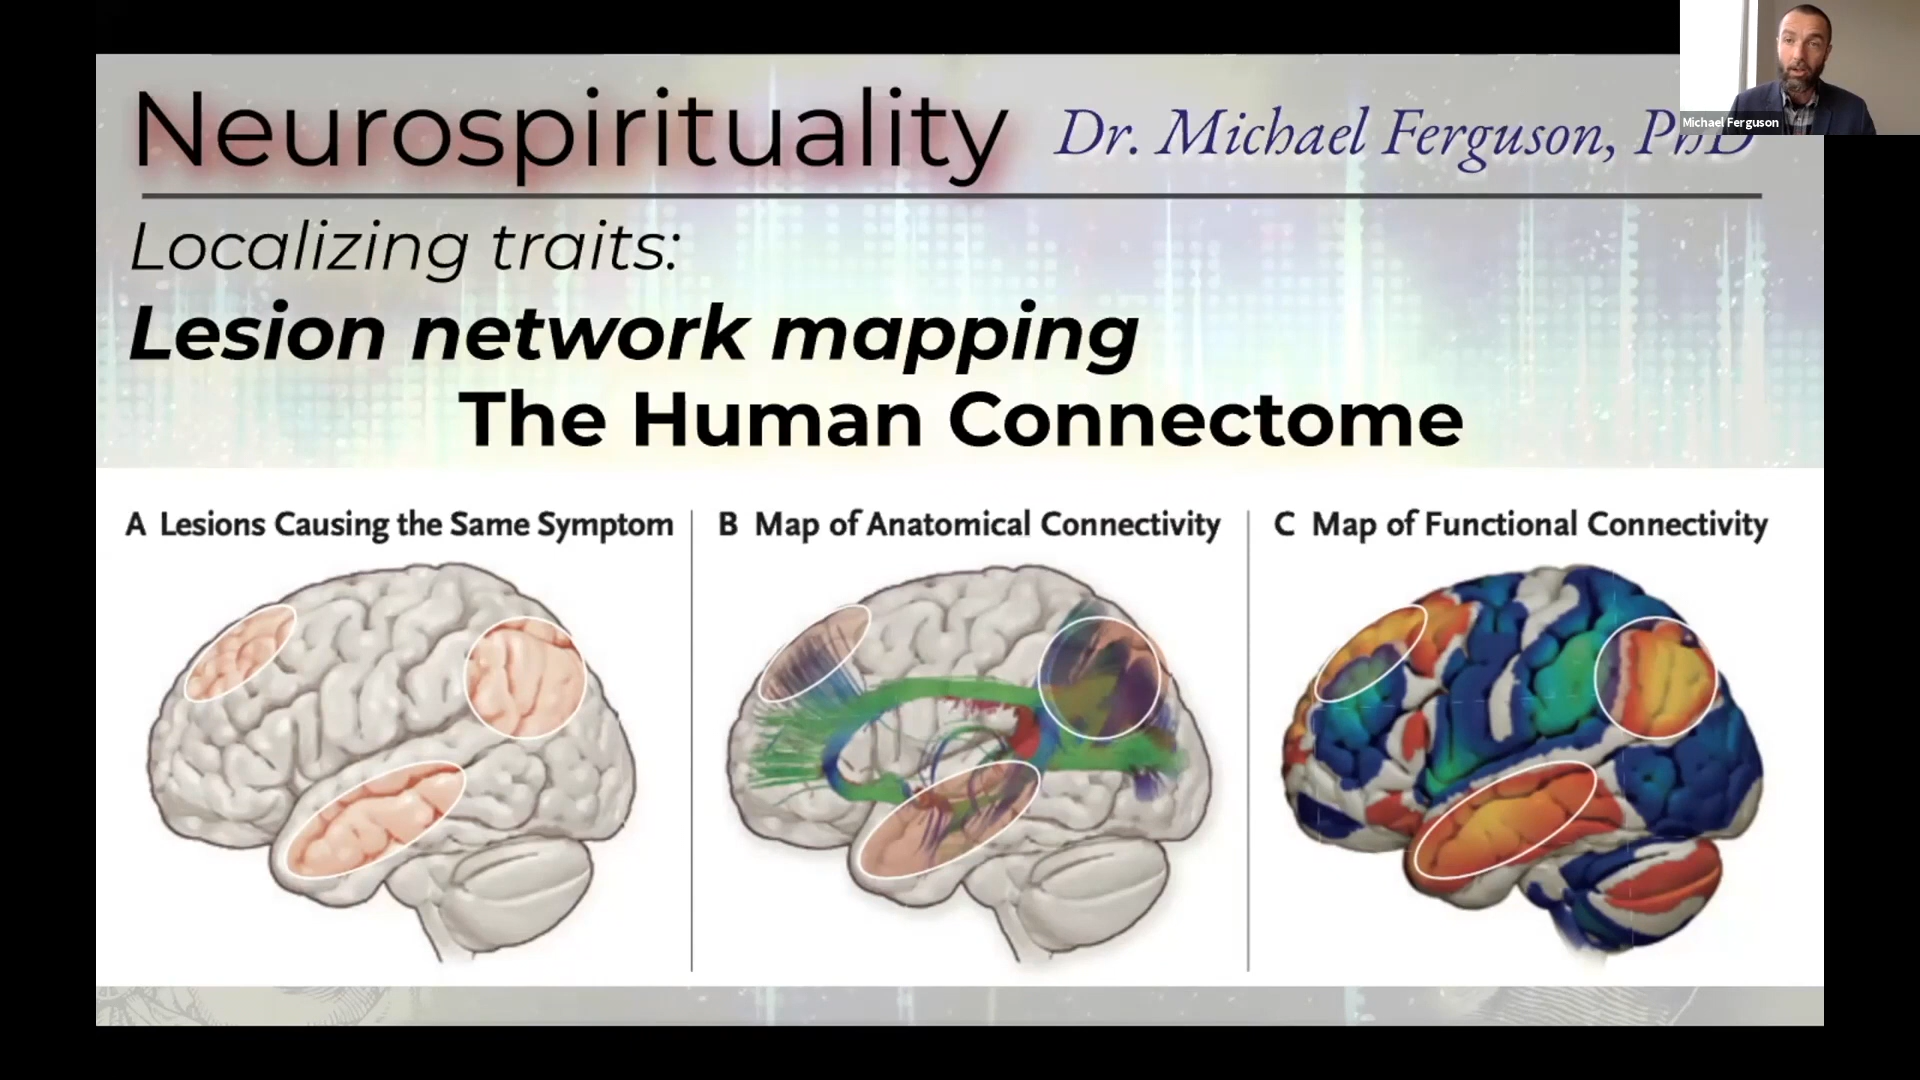 Neurospirituality Dr. Michael Ferguson, PhD
Michael Ferguson
Localizing traits:
Lesion network mapping
The Human Connectome
A Lesions Causing the Same Symptom
B Map of Anatomical Connectivity
C Map of Functional Connectivity